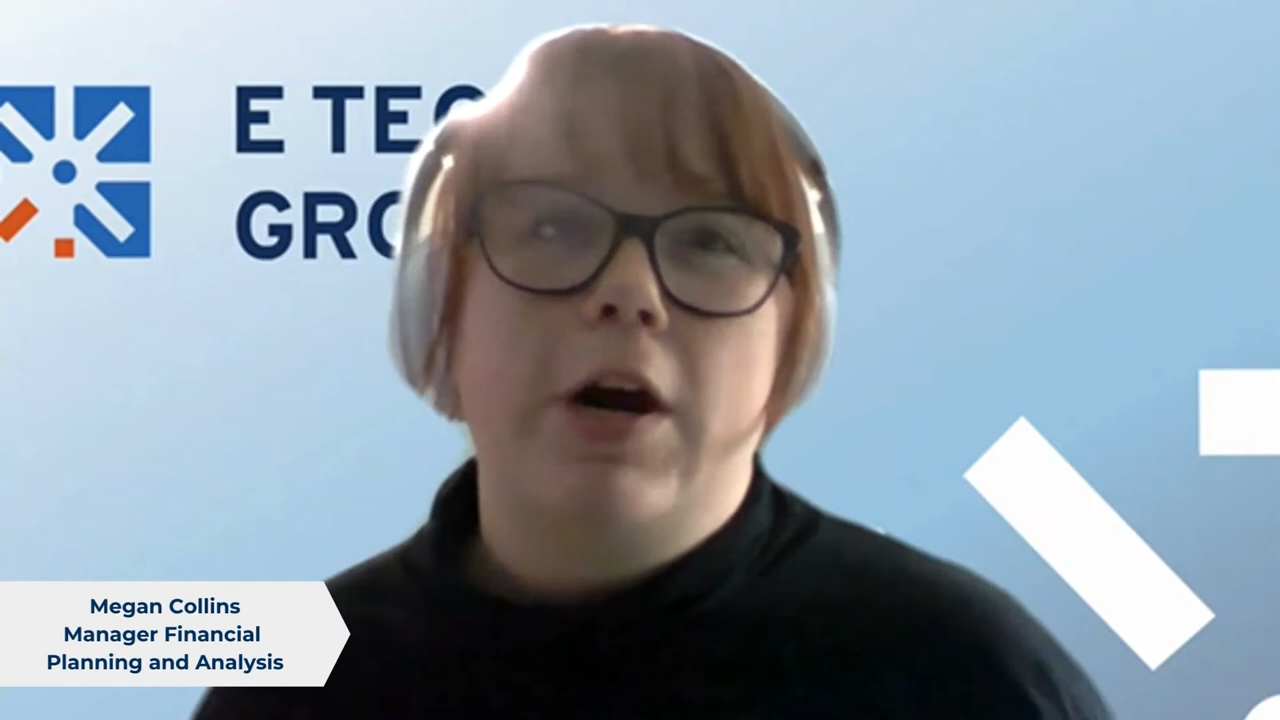 E TEC
GRO
Megan Collins
Manager Financial
Planning and Analysis